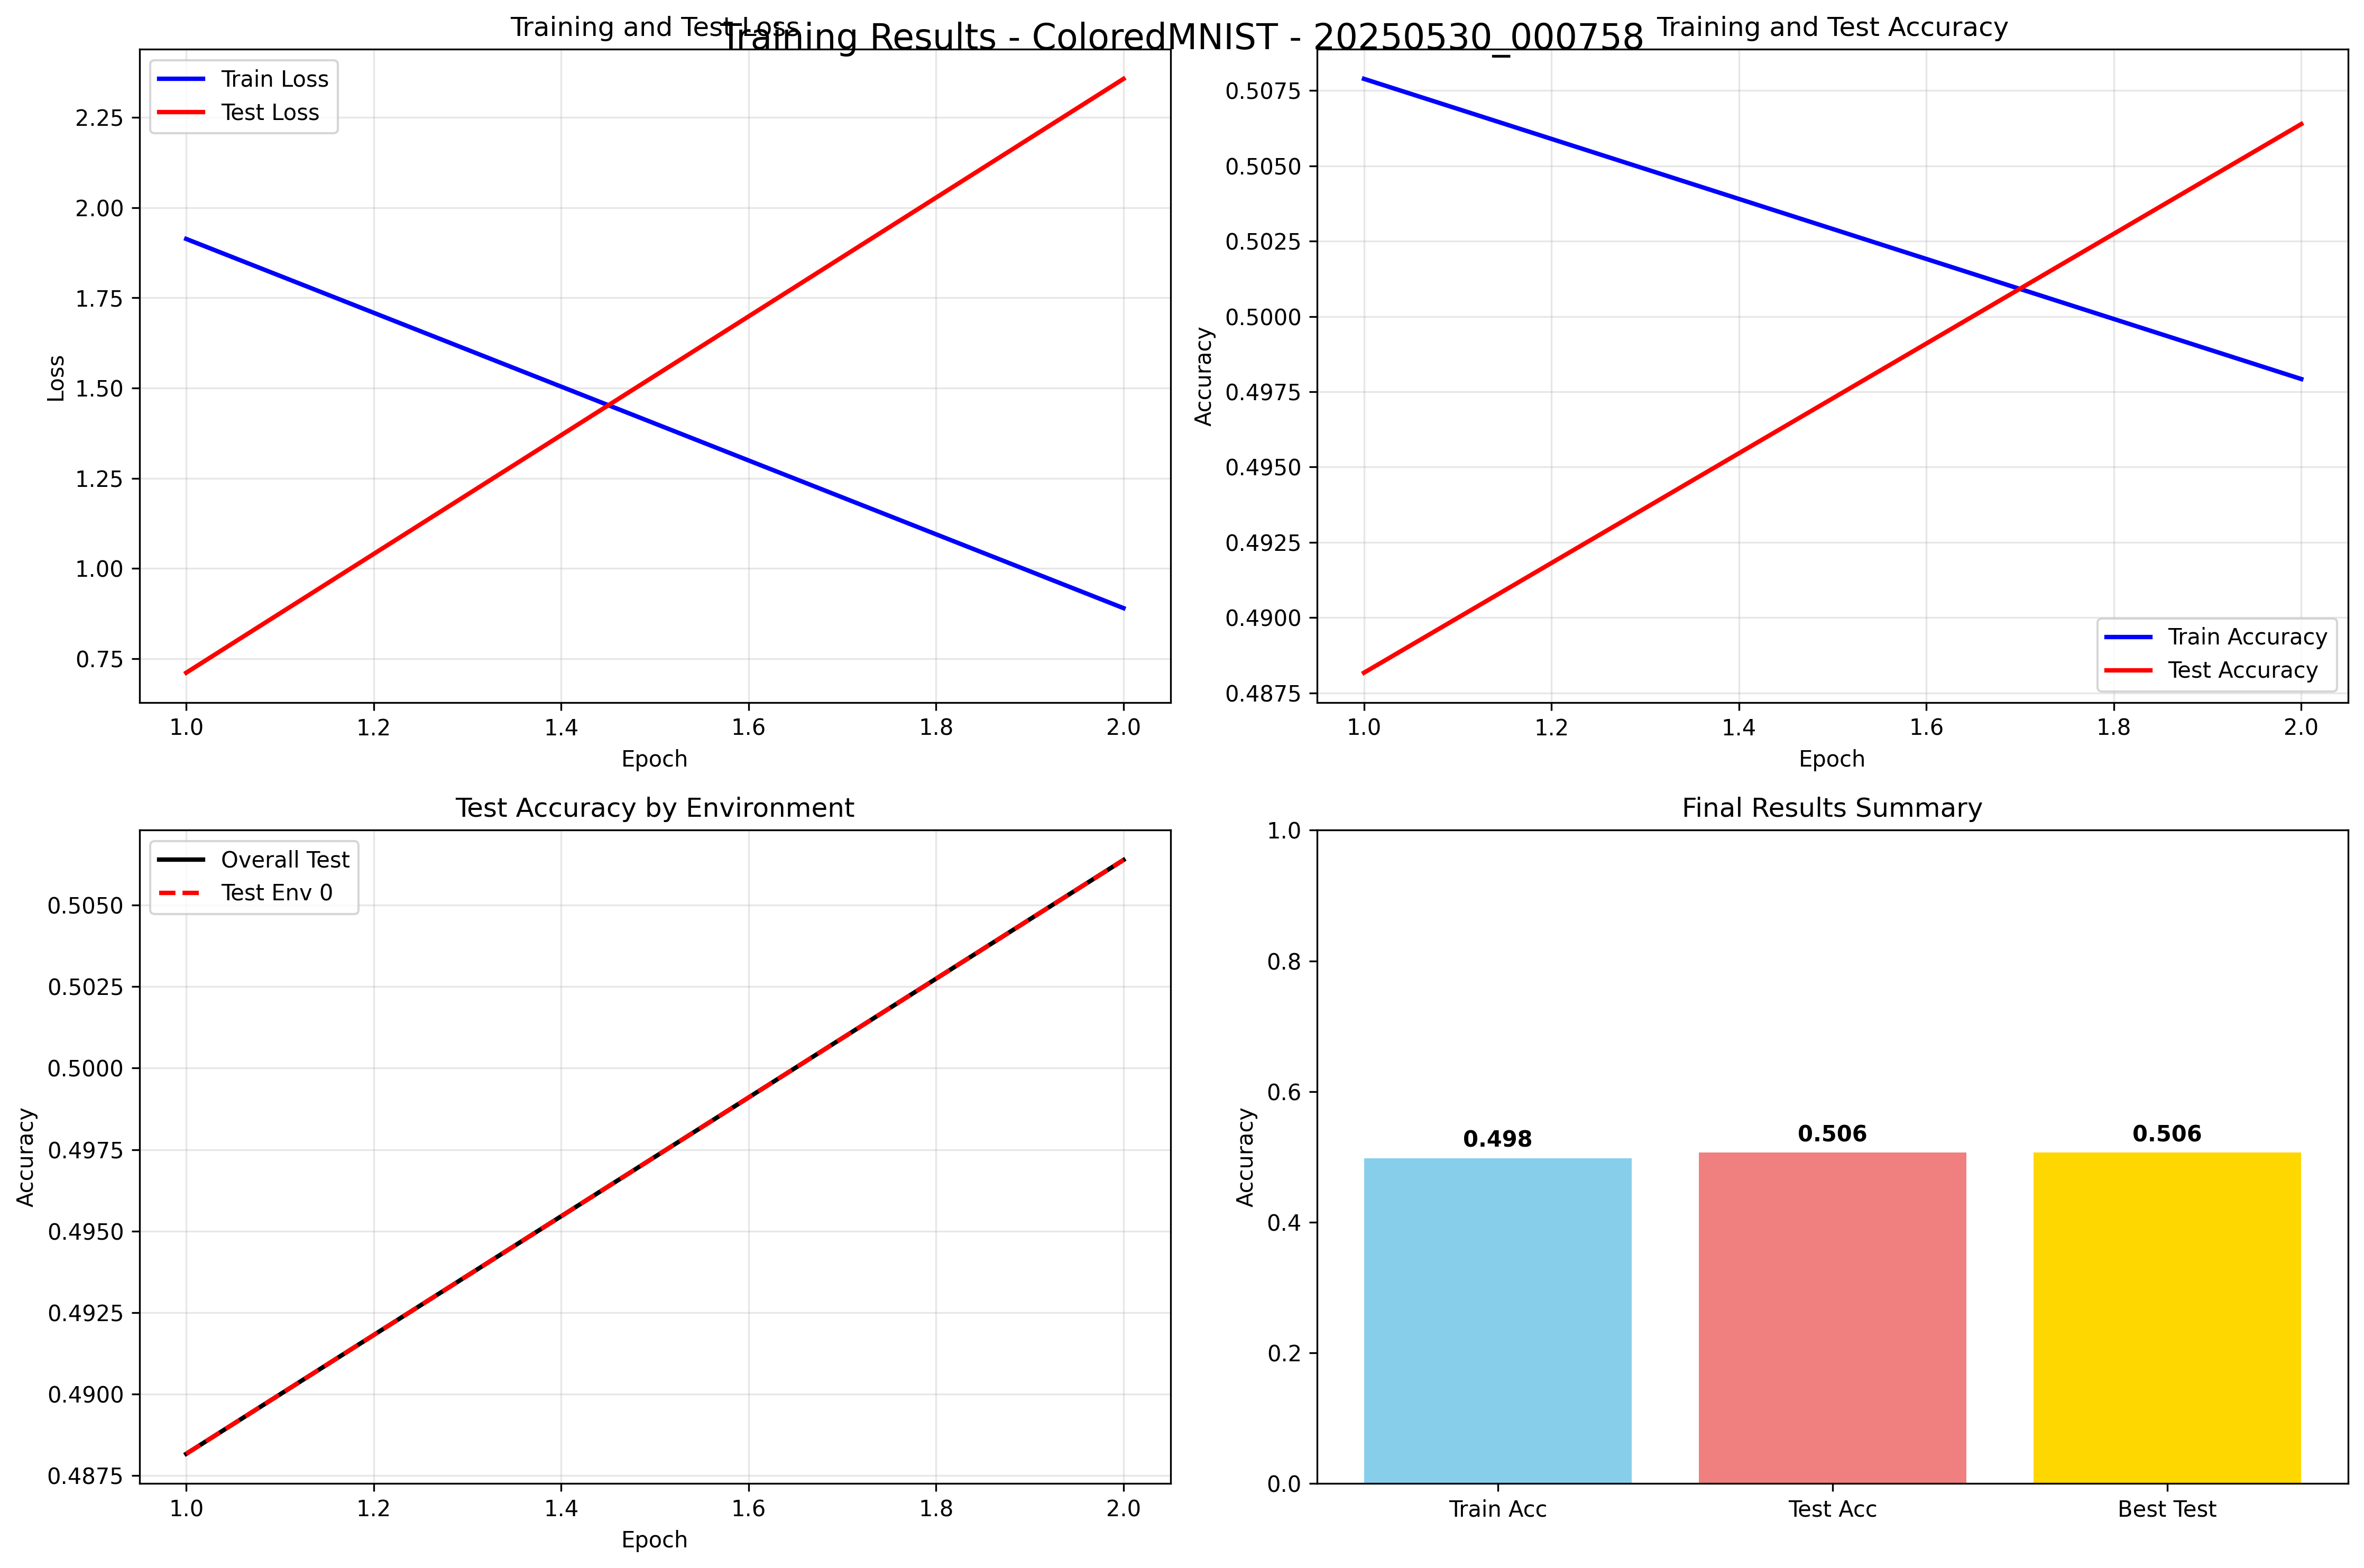 Training Results - ColoredMNIST - 20250530_000758
Training and Test Loss
Train Loss
Test Loss
2.25
2.00
1.75
1.50
1.25
1.00
0.75
Loss
1.0 1.2 1.4 1.6 1.8 2.0
Epoch
Training and Test Accuracy
0.5075
0.5050
0.5025
0.5000
0.4975
0.4950
0.4925
0.4900
0.4875
Accuracy
Train Accuracy
Test Accuracy
1.0 1.2 1.4 1.6 1.8 2.0
Epoch
Test Accuracy by Environment
Overall Test
Test Env 0
0.5050
0.5025
0.5000
0.4975
0.4950
0.4925
0.4900
0.4875
Accuracy
1.0 1.2 1.4 1.6 1.8 2.0
Epoch
Final Results Summary
1.0
0.8
0.6
0.4
0.2
0.0
Accuracy
0.498 0.506 0.506
Train Acc Test Acc Best Test